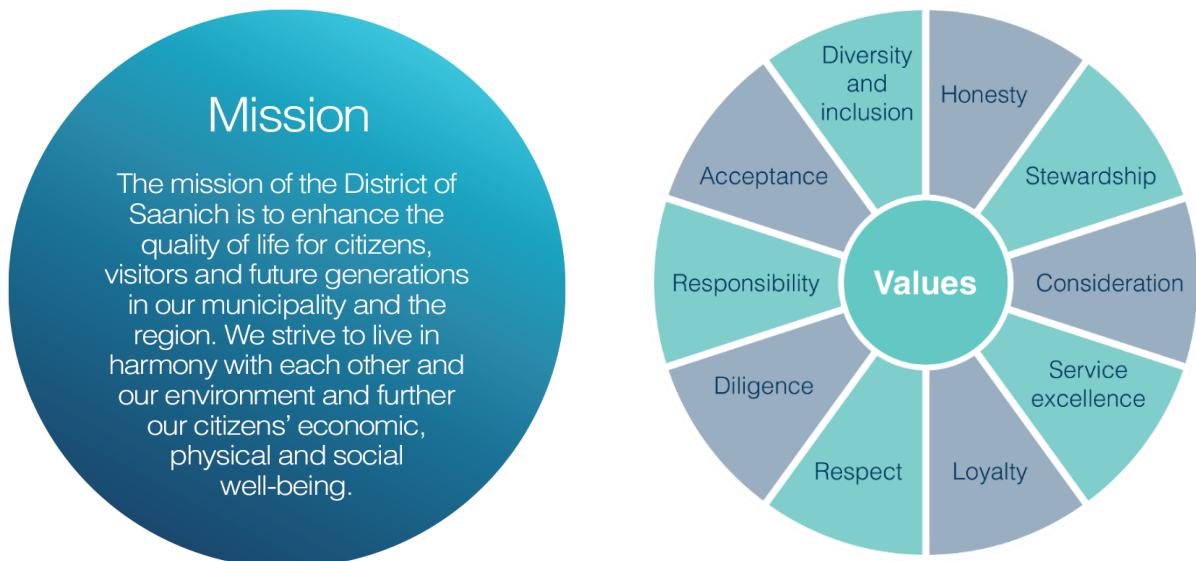 Mission
The mission of the District of
Saanich is to enhance the
quality of life for citizens,
visitors and future generations
in our municipality and the
region. We strive to live in
harmony with each other and
our environment and further
our citizens’ economic,
physical and social
well-being.
Values
Diversity
and
inclusion
Honesty
Stewardship
Consideration
Service
excellence
Loyalty
Respect
Diligence
Responsibility
Acceptance